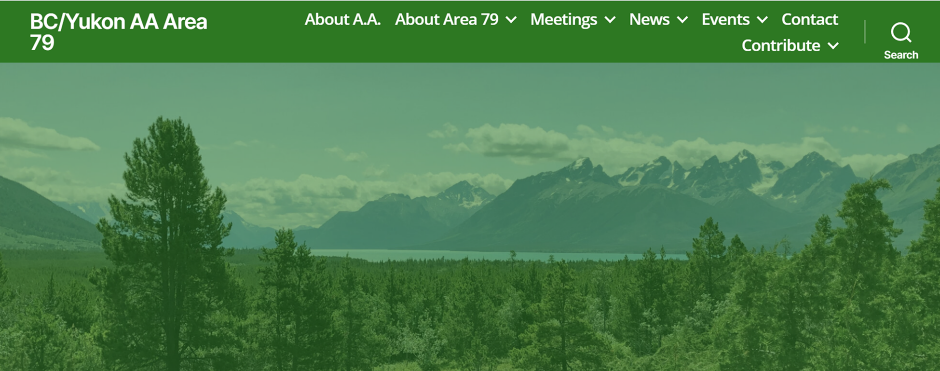 BC/Yukon AA Area
79
About A.A. About Area 79 Meetings News Events Contact
Contribute
Search